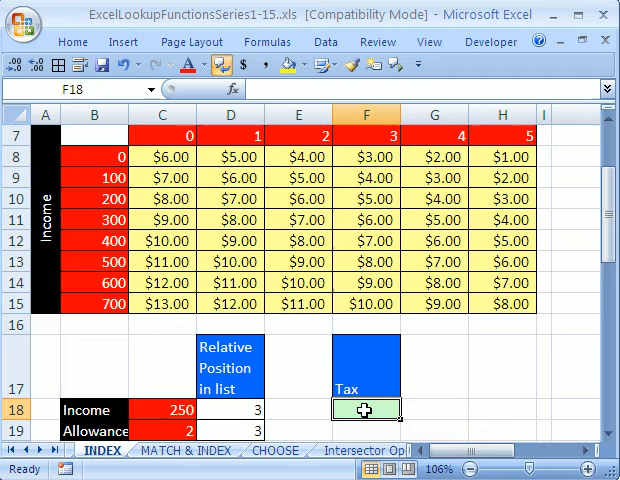 ExcelLookupFunctionsSeries1-15..xls [Compatibility Mode] - Microsoft Excel
Home Insert Page Layout Formulas Data Review View Developer
F18 fx
A B C D E F G H I
7 0 1 2 3 4 5
8 0 $6.00 $5.00 $4.00 $3.00 $2.00 $1.00
9 100 $7.00 $6.00 $5.00 $4.00 $3.00 $2.00
10 200 $8.00 $7.00 $6.00 $5.00 $4.00 $3.00
11 300 $9.00 $8.00 $7.00 $6.00 $5.00 $4.00
12 400 $10.00 $9.00 $8.00 $7.00 $6.00 $5.00
13 500 $11.00 $10.00 $9.00 $8.00 $7.00 $6.00
14 600 $12.00 $11.00 $10.00 $9.00 $8.00 $7.00
15 700 $13.00 $12.00 $11.00 $10.00 $9.00 $8.00
Income
16
Relative
Position
17 in list Tax
18 Income 250 3
19 Allowance 2 3
INDEX MATCH & INDEX CHOOSE Intersector Op
Ready 106%